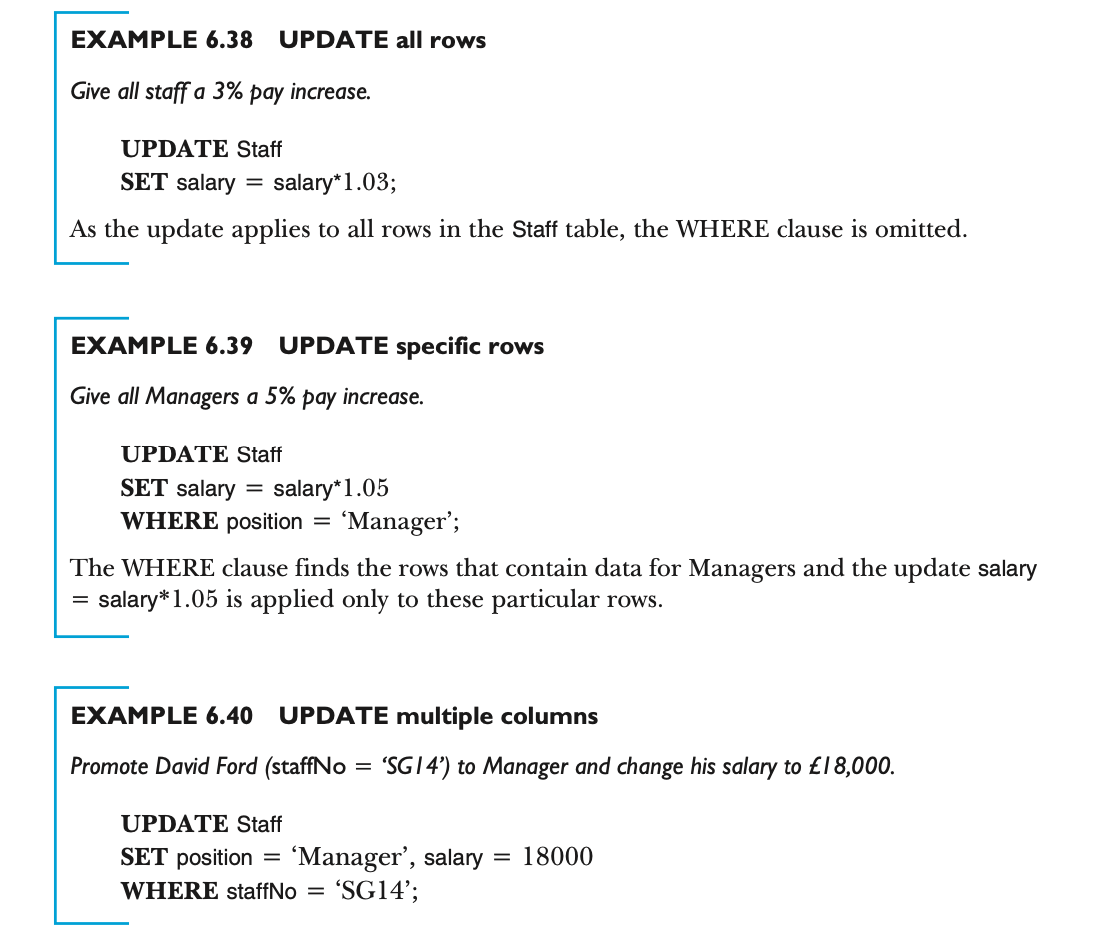 EXAMPLE 6.38 UPDATE all rows
Give all staff a 3% pay increase.
UPDATE Staff
SET salary = salary*1.03;
As the update applies to all rows in the Staff table, the WHERE clause is omitted.
EXAMPLE 6.39 UPDATE specific rows
Give all Managers a 5% pay increase.
UPDATE Staff
SET salary = salary*1.05
WHERE position = ‘Manager’;
The WHERE clause finds the rows that contain data for Managers and the update salary
= salary*1.05 is applied only to these particular rows.
EXAMPLE 6.40 UPDATE multiple columns
Promote David Ford (staffNo = ‘SG14’) to Manager and change his salary to £18,000.
UPDATE Staff
SET position = ‘Manager’, salary = 18000
WHERE staffNo = ‘SG14’;